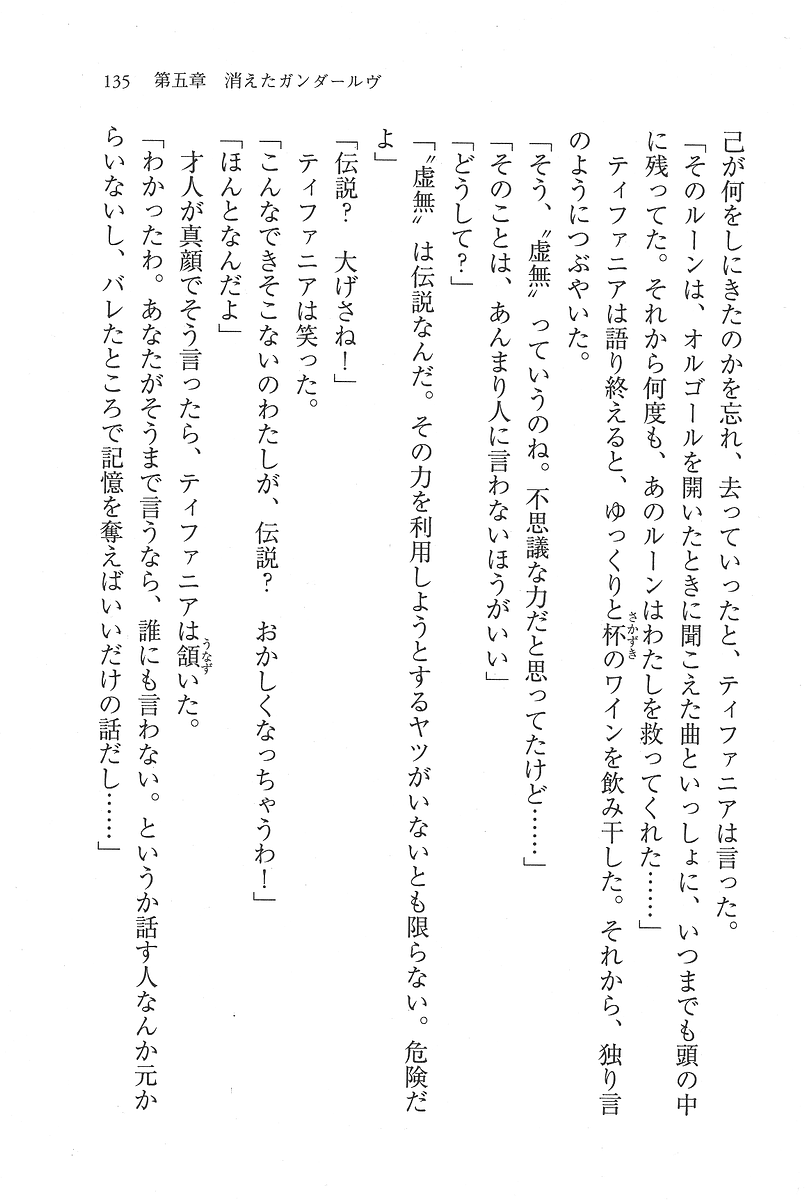 135　第五章　消えたガンダールヴ
己が何をしにきたのかを忘れ、去っていったと、ティファニアは言った。
「そのルーンは、オルゴールを開いたときに聞こえた曲といっしょに、いつまでも頭の中
に残ってた。それから何度も、あのルーンはわたしを救ってくれた……」
　ティファニアは語り終えると、ゆっくりと杯のワインを飲み干した。それから、独り言
さかずき
のようにつぶやいた。
「そう、〝虚無〟っていうのね。不思議な力だと思ってたけど……」
「そのことは、あんまり人に言わないほうがいい」
「どうして？」
「〝虚無〟は伝説なんだ。その力を利用しようとするヤツがいないとも限らない。危険だ
よ」
「伝説？　大げさね！」
　ティファニアは笑った。
「こんなできそこないのわたしが、伝説？　おかしくなっちゃうわ！」
「ほんとなんだよ」
　才人が真顔でそう言ったら、ティファニアは頷いた。
うなず
「わかったわ。あなたがそうまで言うなら、誰にも言わない。というか話す人なんか元か
らいないし、バレたところで記憶を奪えばいいだけの話だし……」